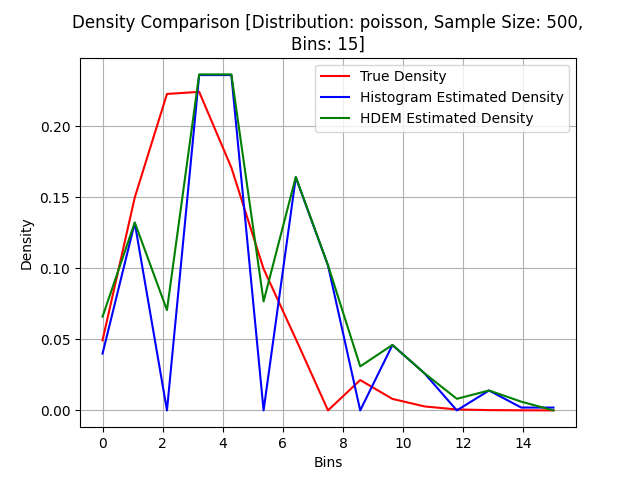 Density Comparison [Distribution: poisson, Sample Size: 500,
Bins: 15]
True Density
Histogram Estimated Density
HDEM Estimated Density
Density
0.20
0.15
0.10
0.05
0.00
0 2 4 6 8 10 12 14
Bins